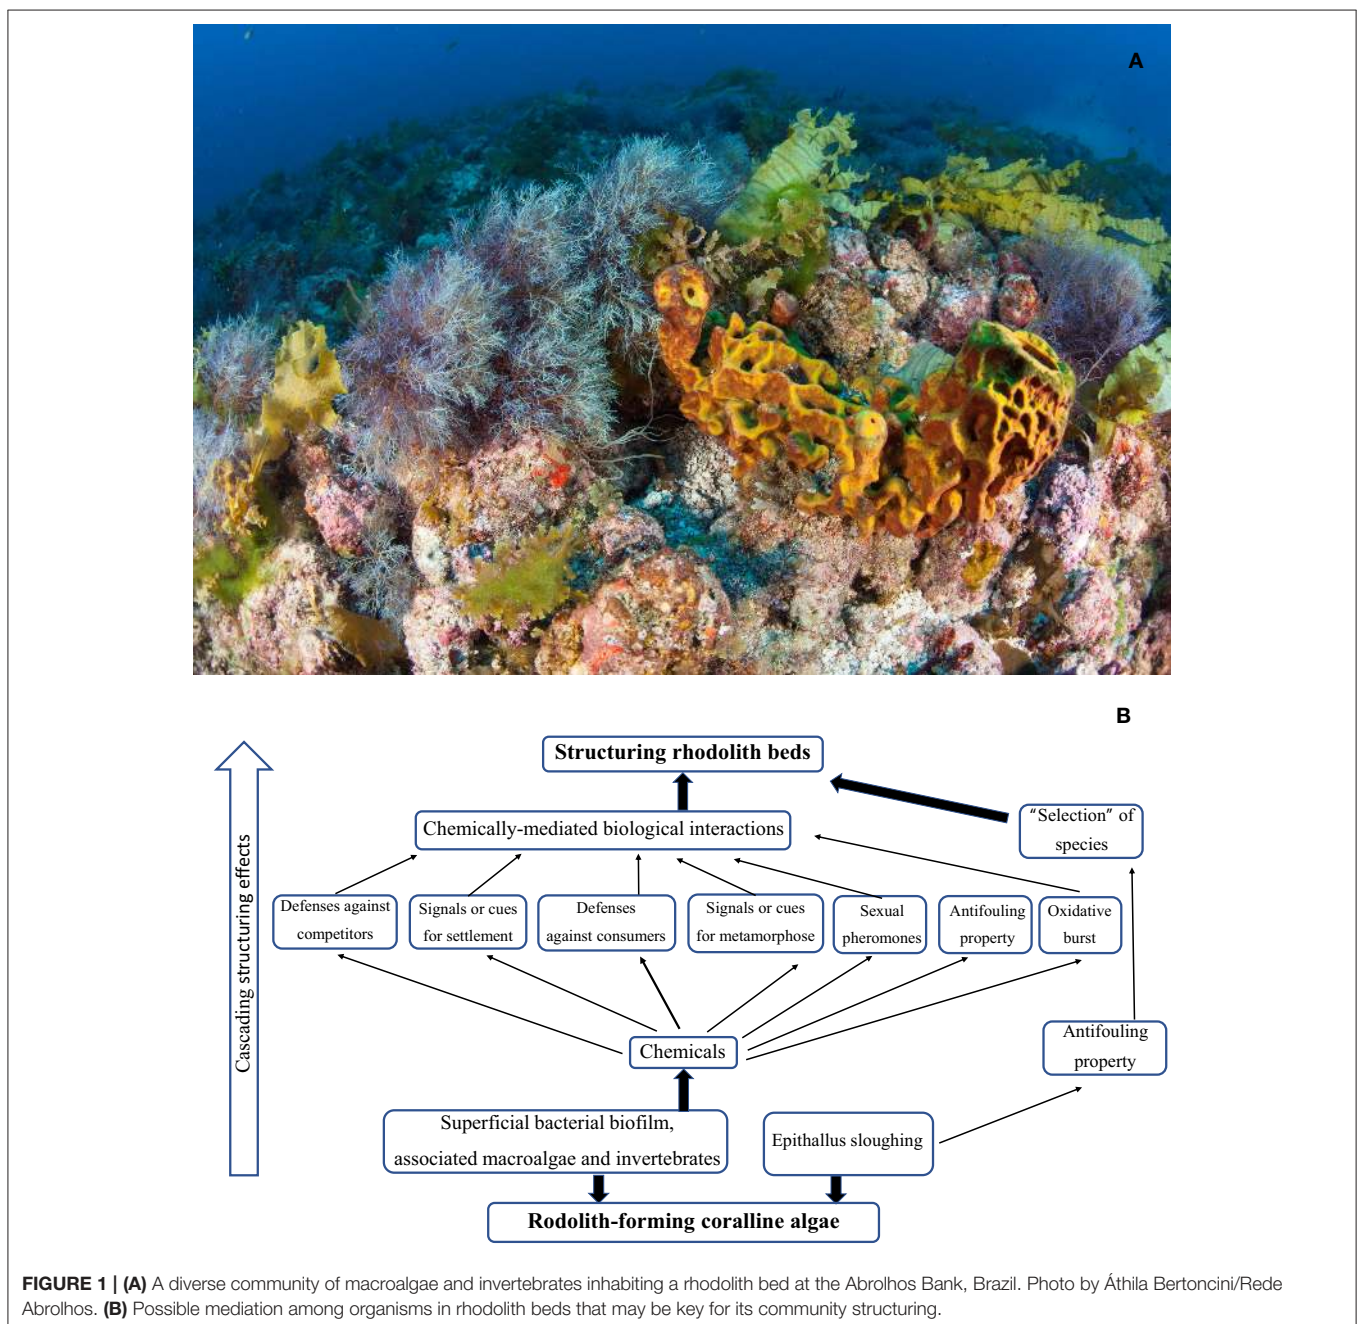 A
B
Structuring rhodolith beds
Chemically-mediated biological interactions
“Selection” of
species
Cascading structuring effects
Defenses against
competitors
Signals or cues
for settlement
Defenses
against consumers
Signals or cues
for metamorphose
Sexual
pheromones
Antifouling
property
Oxidative
burst
Antifouling
property
Chemicals
Superficial bacterial biofilm,
associated macroalgae and invertebrates
Epithallus sloughing
Rodolith-forming coralline algae
FIGURE 1 | (A) A diverse community of macroalgae and invertebrates inhabiting a rhodolith bed at the Abrolhos Bank, Brazil. Photo by Áthila Bertoncini/Rede
Abrolhos. (B) Possible mediation among organisms in rhodolith beds that may be key for its community structuring.